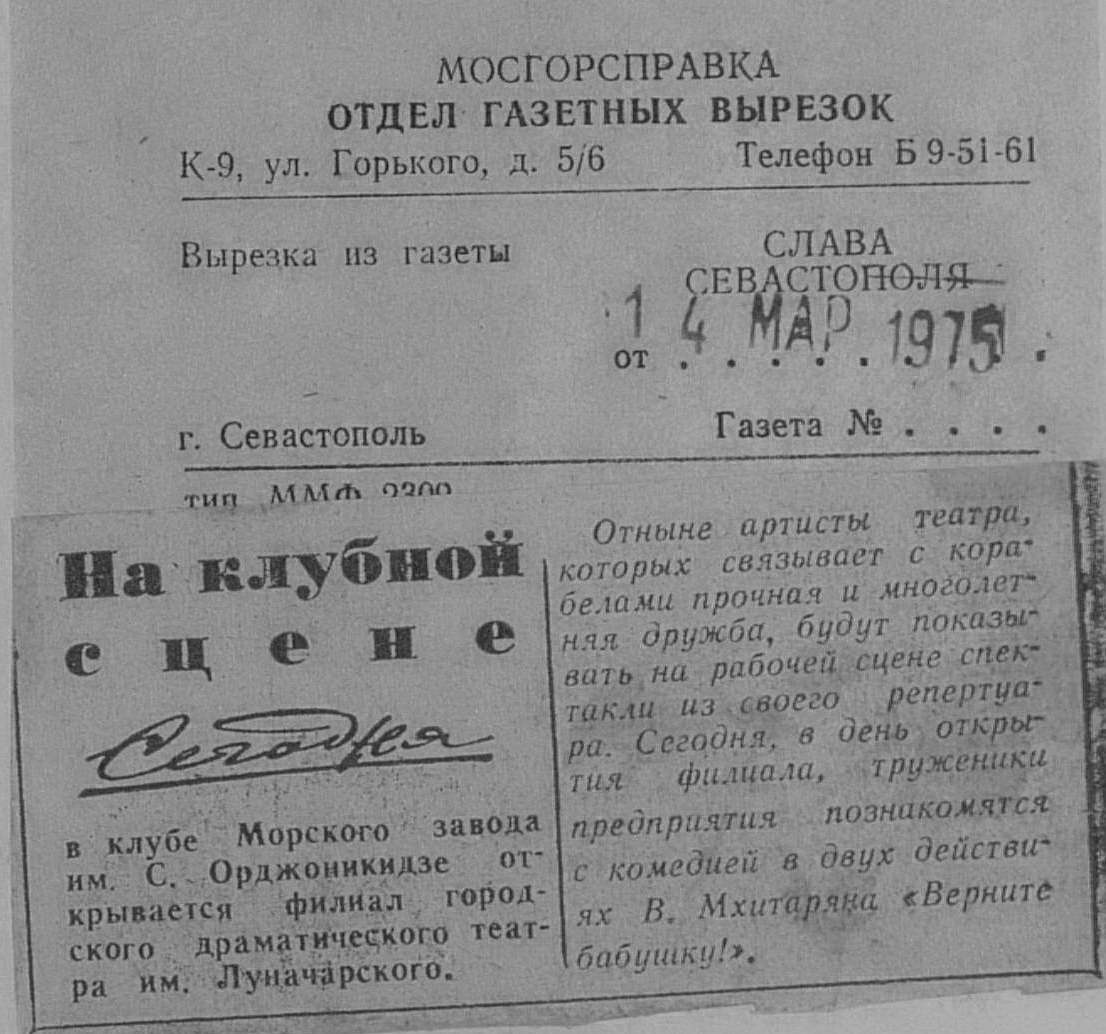 МОСГОРСПРАВКА
ОТДЕЛ ГАЗЕТНЫХ ВЫРЕЗОК
К-9, ул. Горького, д. 5/6 Телефон Б 9-51-61
Вырезка из газеты
СЛАВА
СЕВАСТОПОЛЯ
от 14 МАР 1975
г. Севастополь Газета № . . . .
тип. ММФ
На клубной
сцене
Сегодня
в клубе Морского завода
им. С. Орджоникидзе от-
крывается филиал город-
ского драматического теат-
ра им. Луначарского.
Отныне артисты театра,
которых связывает с кора-
белами прочная и многолет-
няя дружба, будут показы-
вать на рабочей сцене спек-
такли из своего репертуа-
ра. Сегодня, в день откры-
тия филиала, труженики
предприятия познакомятся
с комедией в двух действи-
ях В. Мхитаряна «Верните
бабушку!».